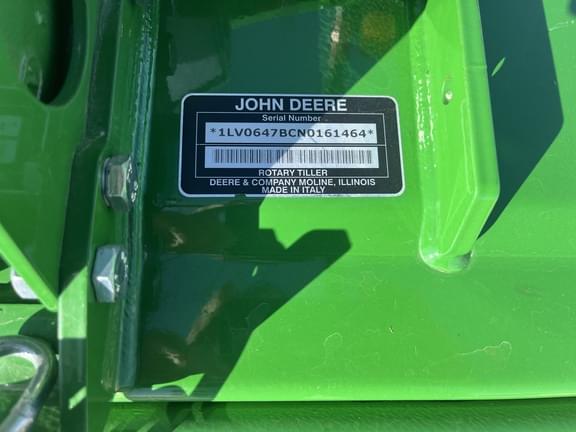 JOHN DEERE
Serial Number
*1LV0647BCN0161464*
ROTARY TILLER
DEERE & COMPANY MOLINE, ILLINOIS
MADE IN ITALY